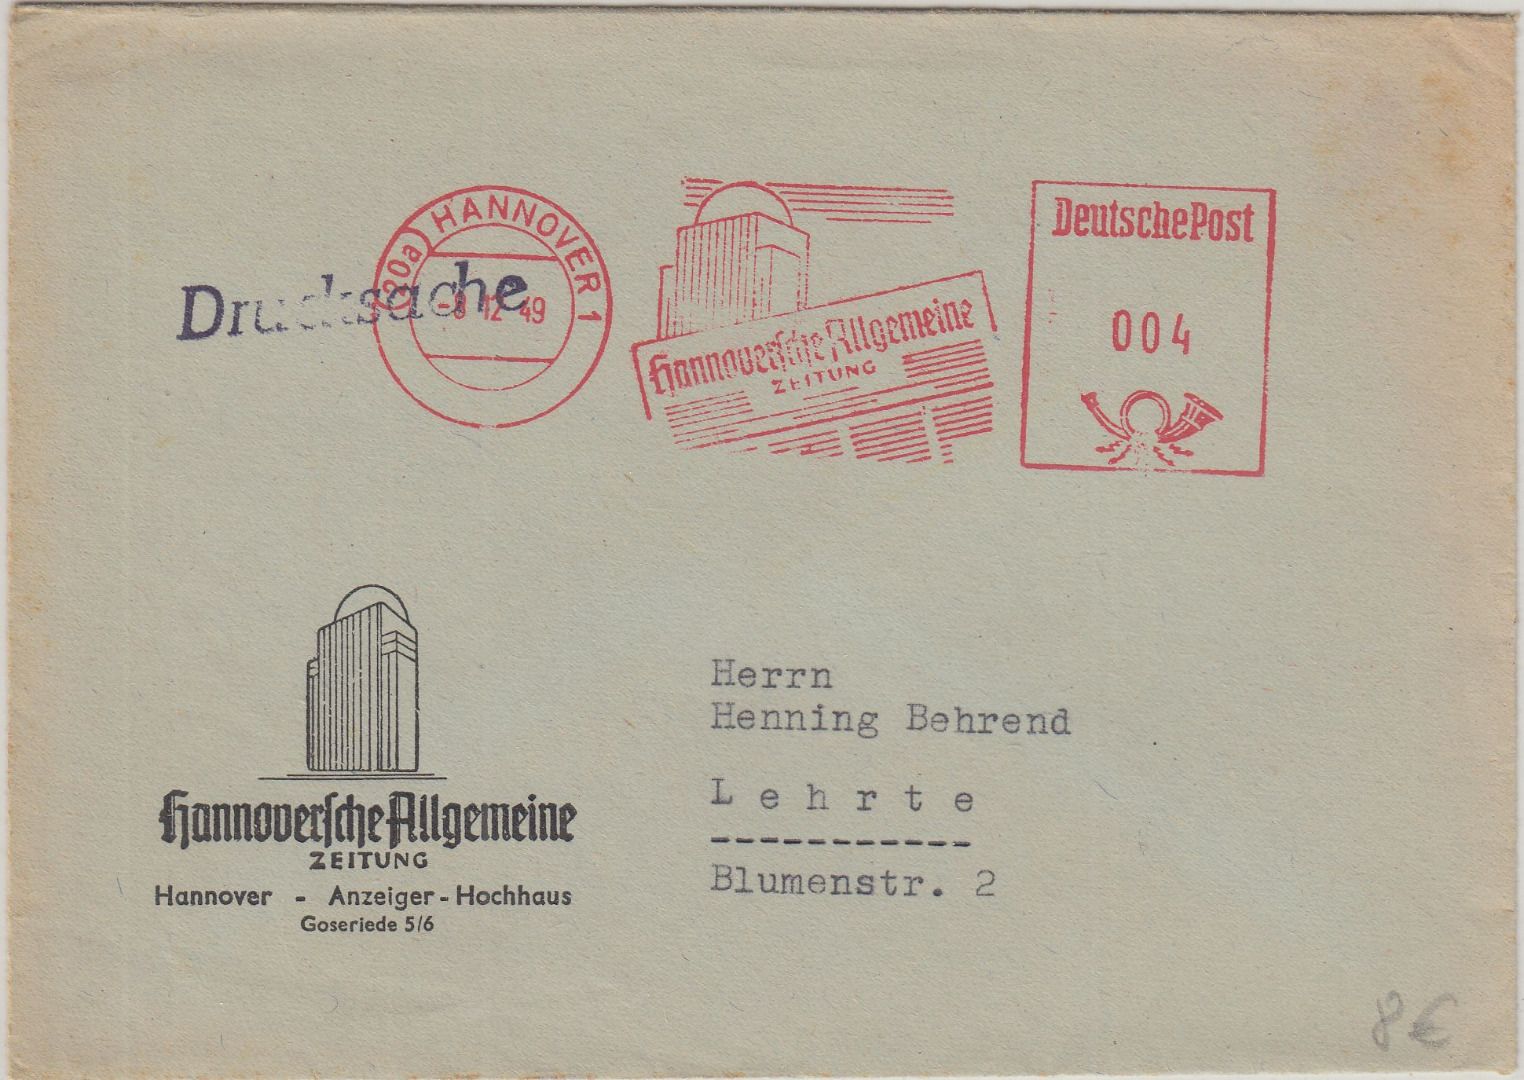 Drucksache
(20a) HANNOVER 1
12 49
Hannoversche Allgemeine
ZEITUNG
Deutsche Post
004
Hannoversche Allgemeine
ZEITUNG
Hannover - Anzeiger-Hochhaus
Goseriede 5/6
Herrn
Henning Behrend
Lehrte
-----------
Blumenstr. 2
8€